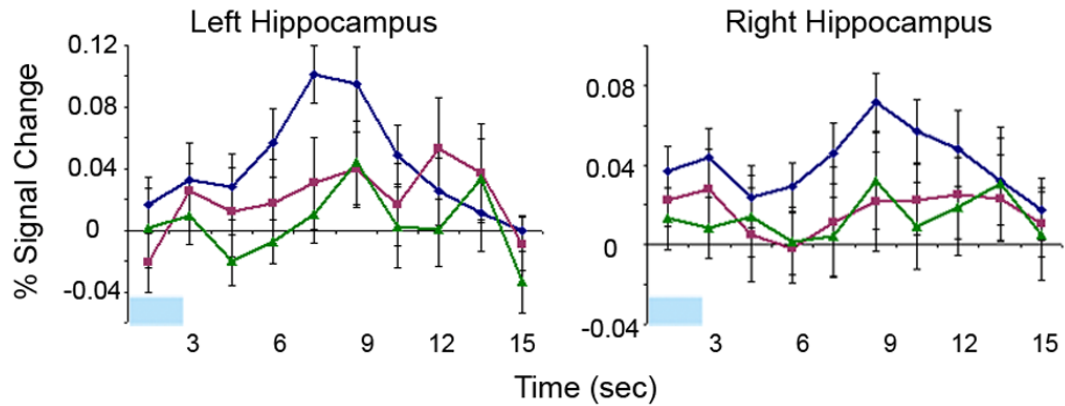 Left Hippocampus
Right Hippocampus
% Signal Change
0.12
0.08
0.04
0
-0.04
3 6 9 12 15
0.08
0.04
0
-0.04
3 6 9 12 15
Time (sec)